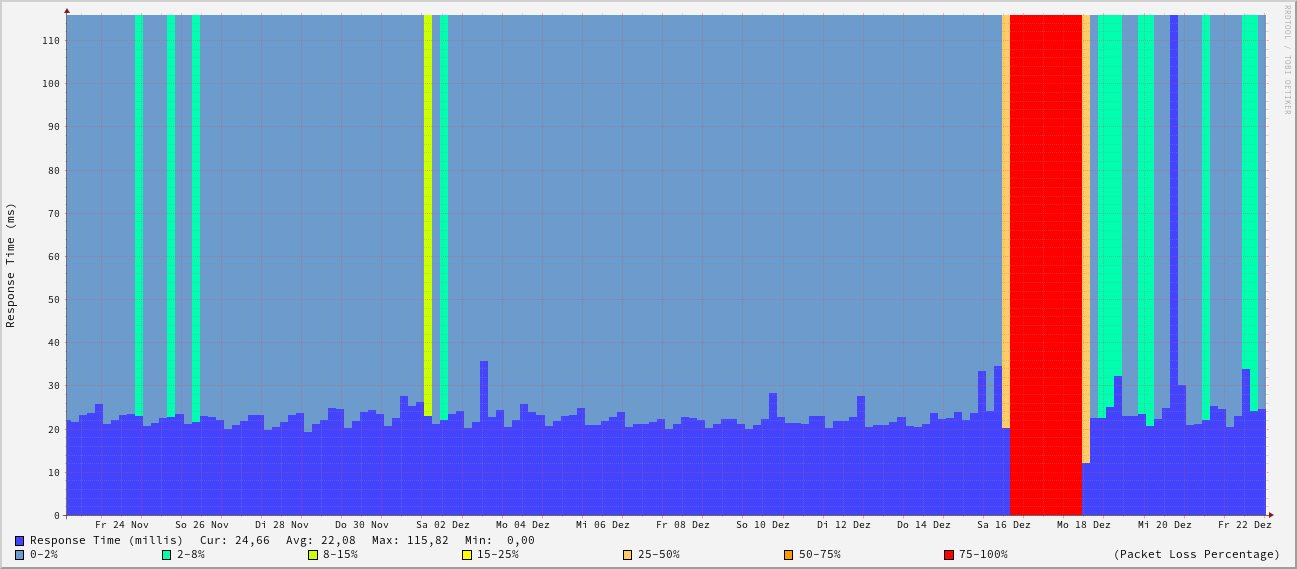 RRDTOOL / TOBI OETIKER
Response Time (ms)
110
100
90
80
70
60
50
40
30
20
10
0
Fr 24 Nov So 26 Nov Di 28 Nov Do 30 Nov Sa 02 Dez Mo 04 Dez Mi 06 Dez Fr 08 Dez So 10 Dez Di 12 Dez Do 14 Dez Sa 16 Dez Mo 18 Dez Mi 20 Dez Fr 22 Dez
Response Time (millis) Cur: 24,66 Avg: 22,08 Max: 115,82 Min: 0,00
0-2% 2-8% 8-15% 15-25% 25-50% 50-75% 75-100% (Packet Loss Percentage)